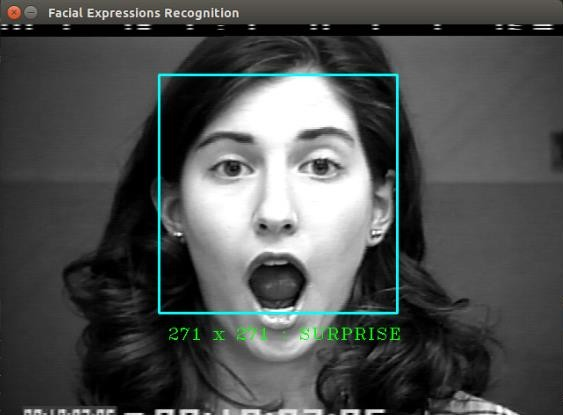 Facial Expressions Recognition
271 x 271 : SURPRISE